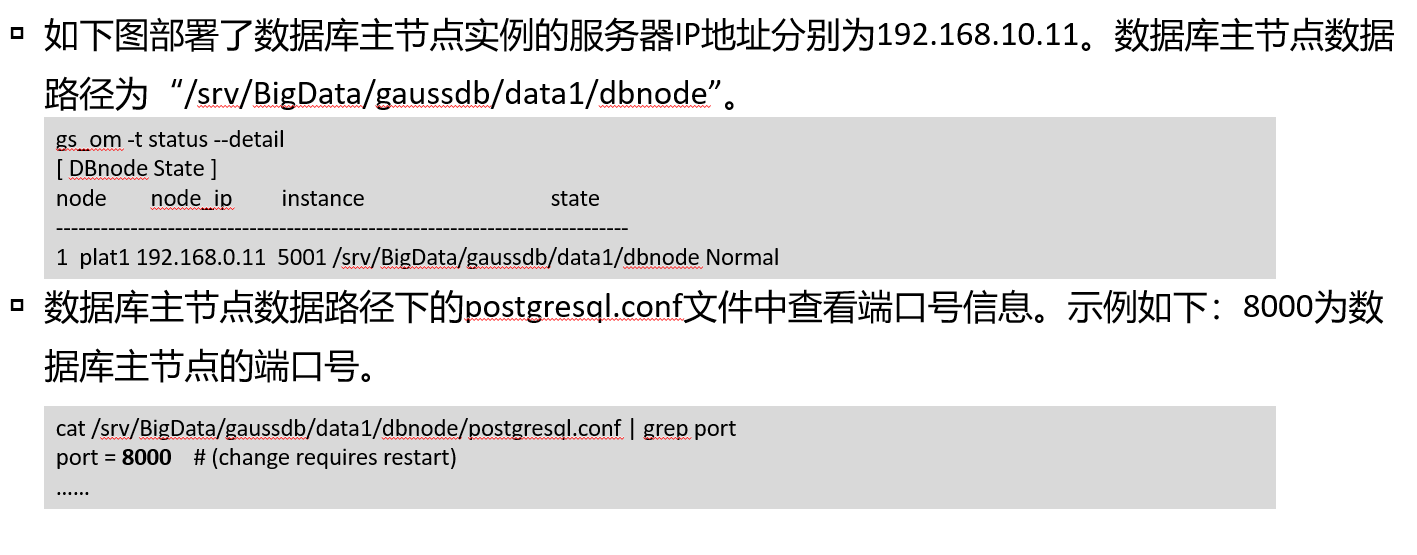 如下图部署了数据库主节点实例的服务器IP地址分别为192.168.10.11。数据库主节点数据
路径为“/srv/BigData/gaussdb/data1/dbnode”。
gs_om -t status --detail
[ DBnode State ]
node node_ip instance state
------------------------------------------------------------------------------
1 plat1 192.168.0.11 5001 /srv/BigData/gaussdb/data1/dbnode Normal
数据库主节点数据路径下的postgresql.conf文件中查看端口号信息。示例如下：8000为数
据库主节点的端口号。
cat /srv/BigData/gaussdb/data1/dbnode/postgresql.conf | grep port
port = 8000 # (change requires restart)
……